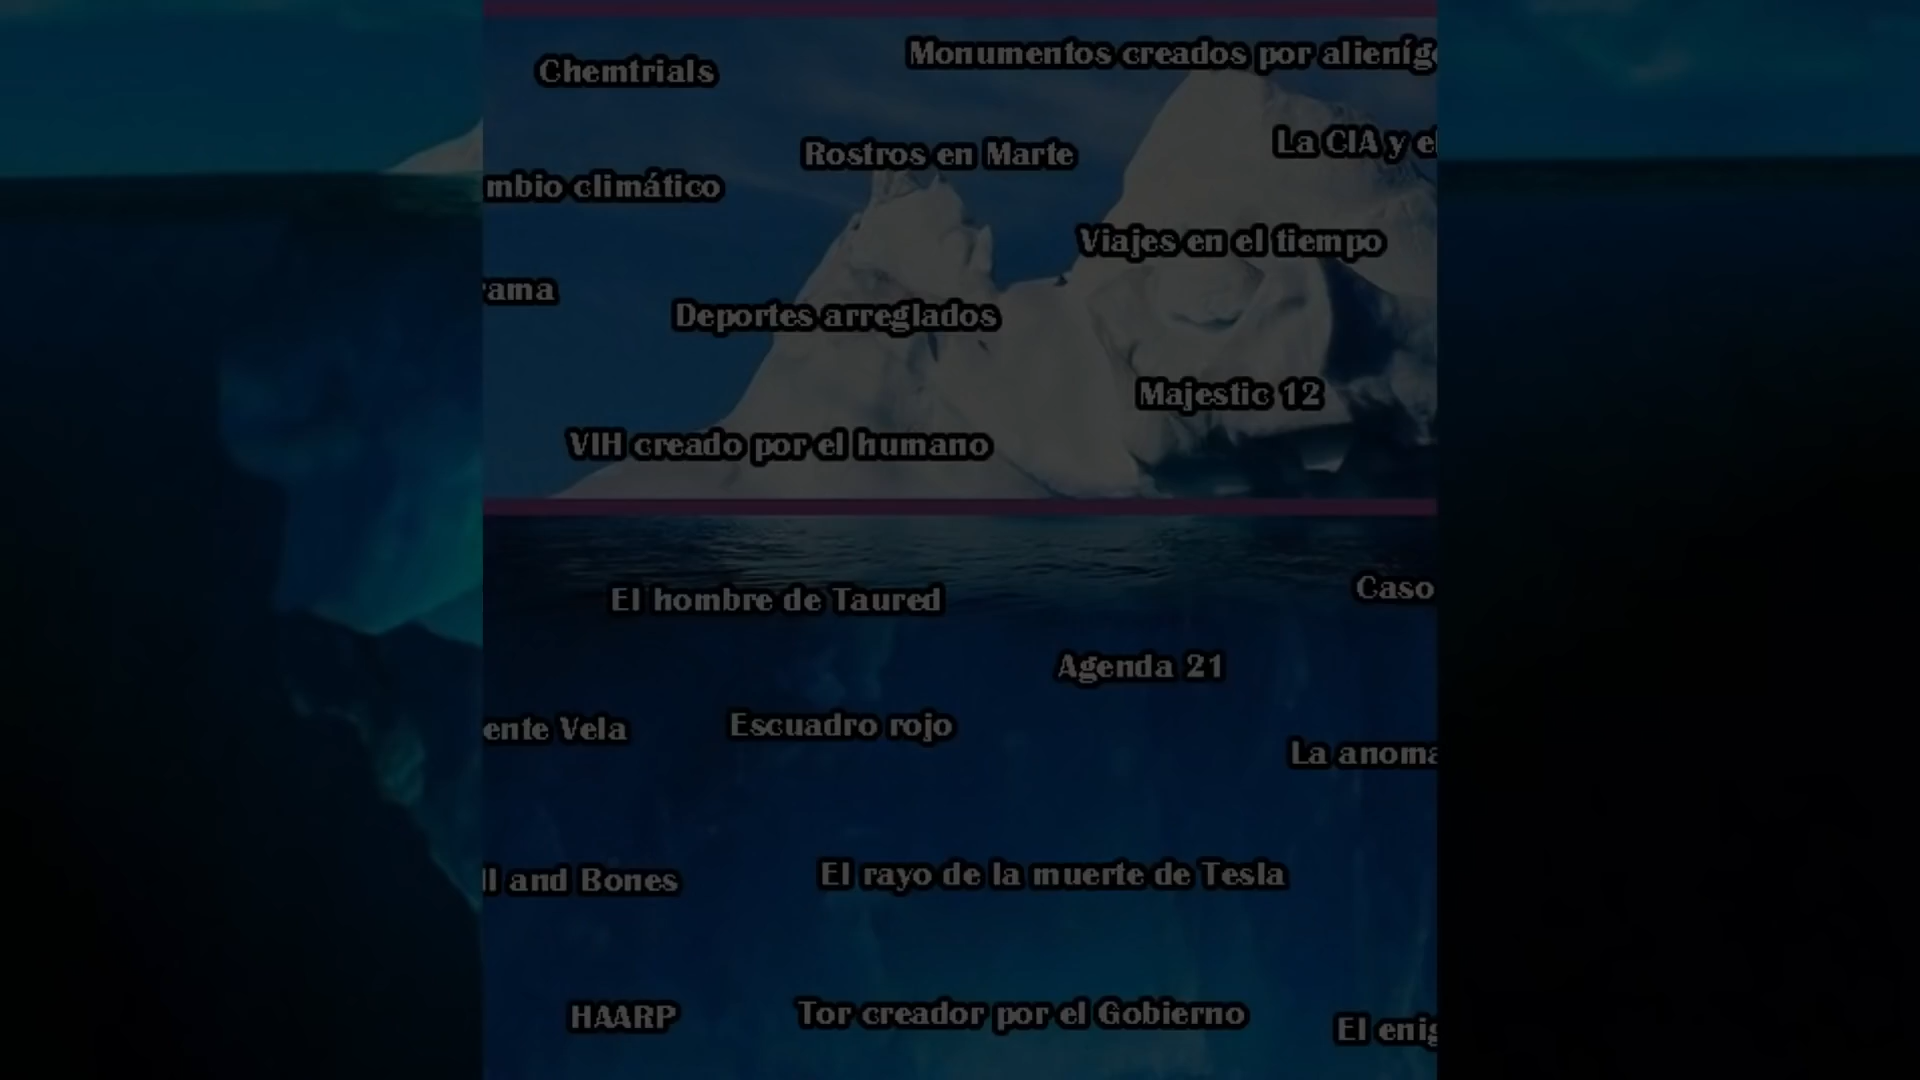 Monumentos creados por alieníg
Chemtrials
La CIA y el
Rostros en Marte
mbio climático
Viajes en el tiempo
rama
Deportes arreglados
Majestic 12
VIH creado por el humano
Caso
El hombre de Taured
Agenda 21
ente Vela
Escuadro rojo
La anoma
ll and Bones
El rayo de la muerte de Tesla
HAARP
Tor creador por el Gobierno
El enig